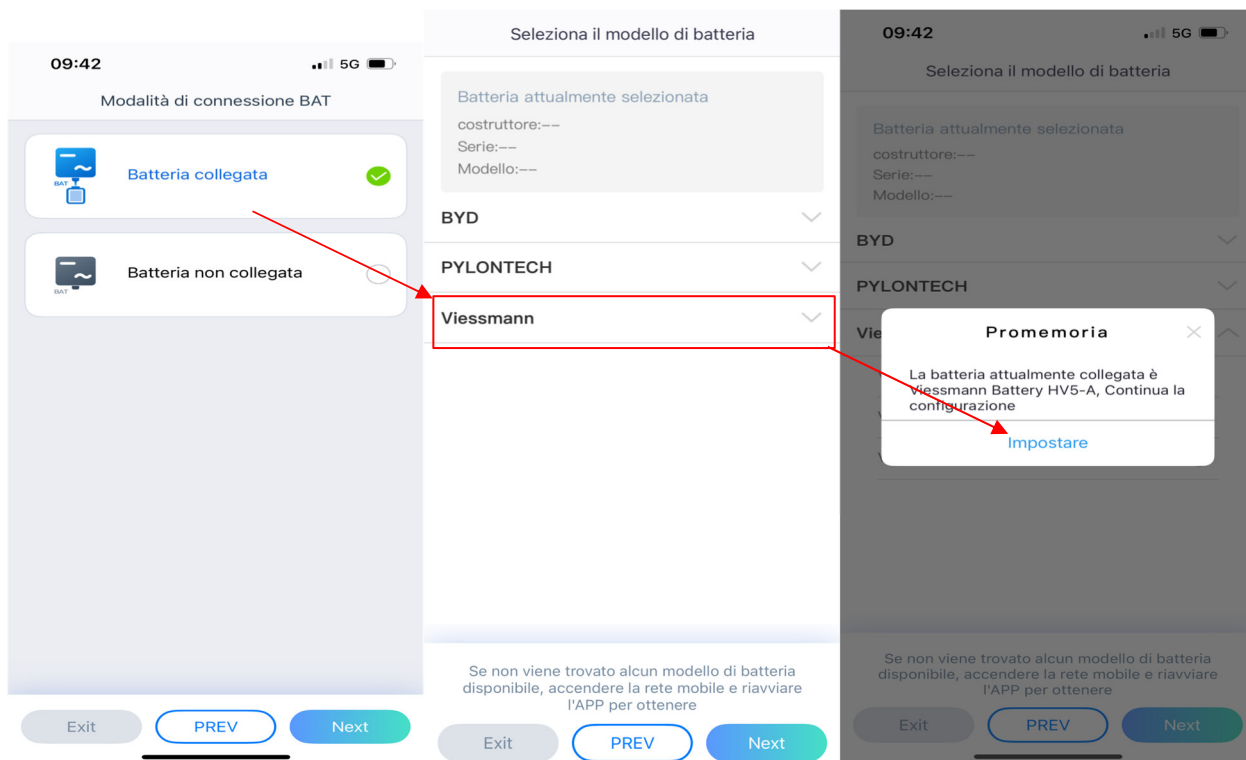 09:42
5G
Modalità di connessione BAT
BAT
Batteria collegata
BAT
Batteria non collegata
Exit
PREV
Next
Seleziona il modello di batteria
Batteria attualmente selezionata
costruttore:--
Serie:--
Modello:--
BYD
PYLONTECH
Viessmann
Se non viene trovato alcun modello di batteria
disponibile, accendere la rete mobile e riavviare
l'APP per ottenere
Exit
PREV
Next
09:42
5G
Seleziona il modello di batteria
Batteria attualmente selezionata
costruttore:--
Serie:--
Modello:--
BYD
PYLONTECH
Vie
Promemoria
La batteria attualmente collegata è
Viessmann Battery HV5-A, Continua la
configurazione
Impostare
Se non viene trovato alcun modello di batteria
disponibile, accendere la rete mobile e riavviare
l'APP per ottenere
Exit
PREV
Next